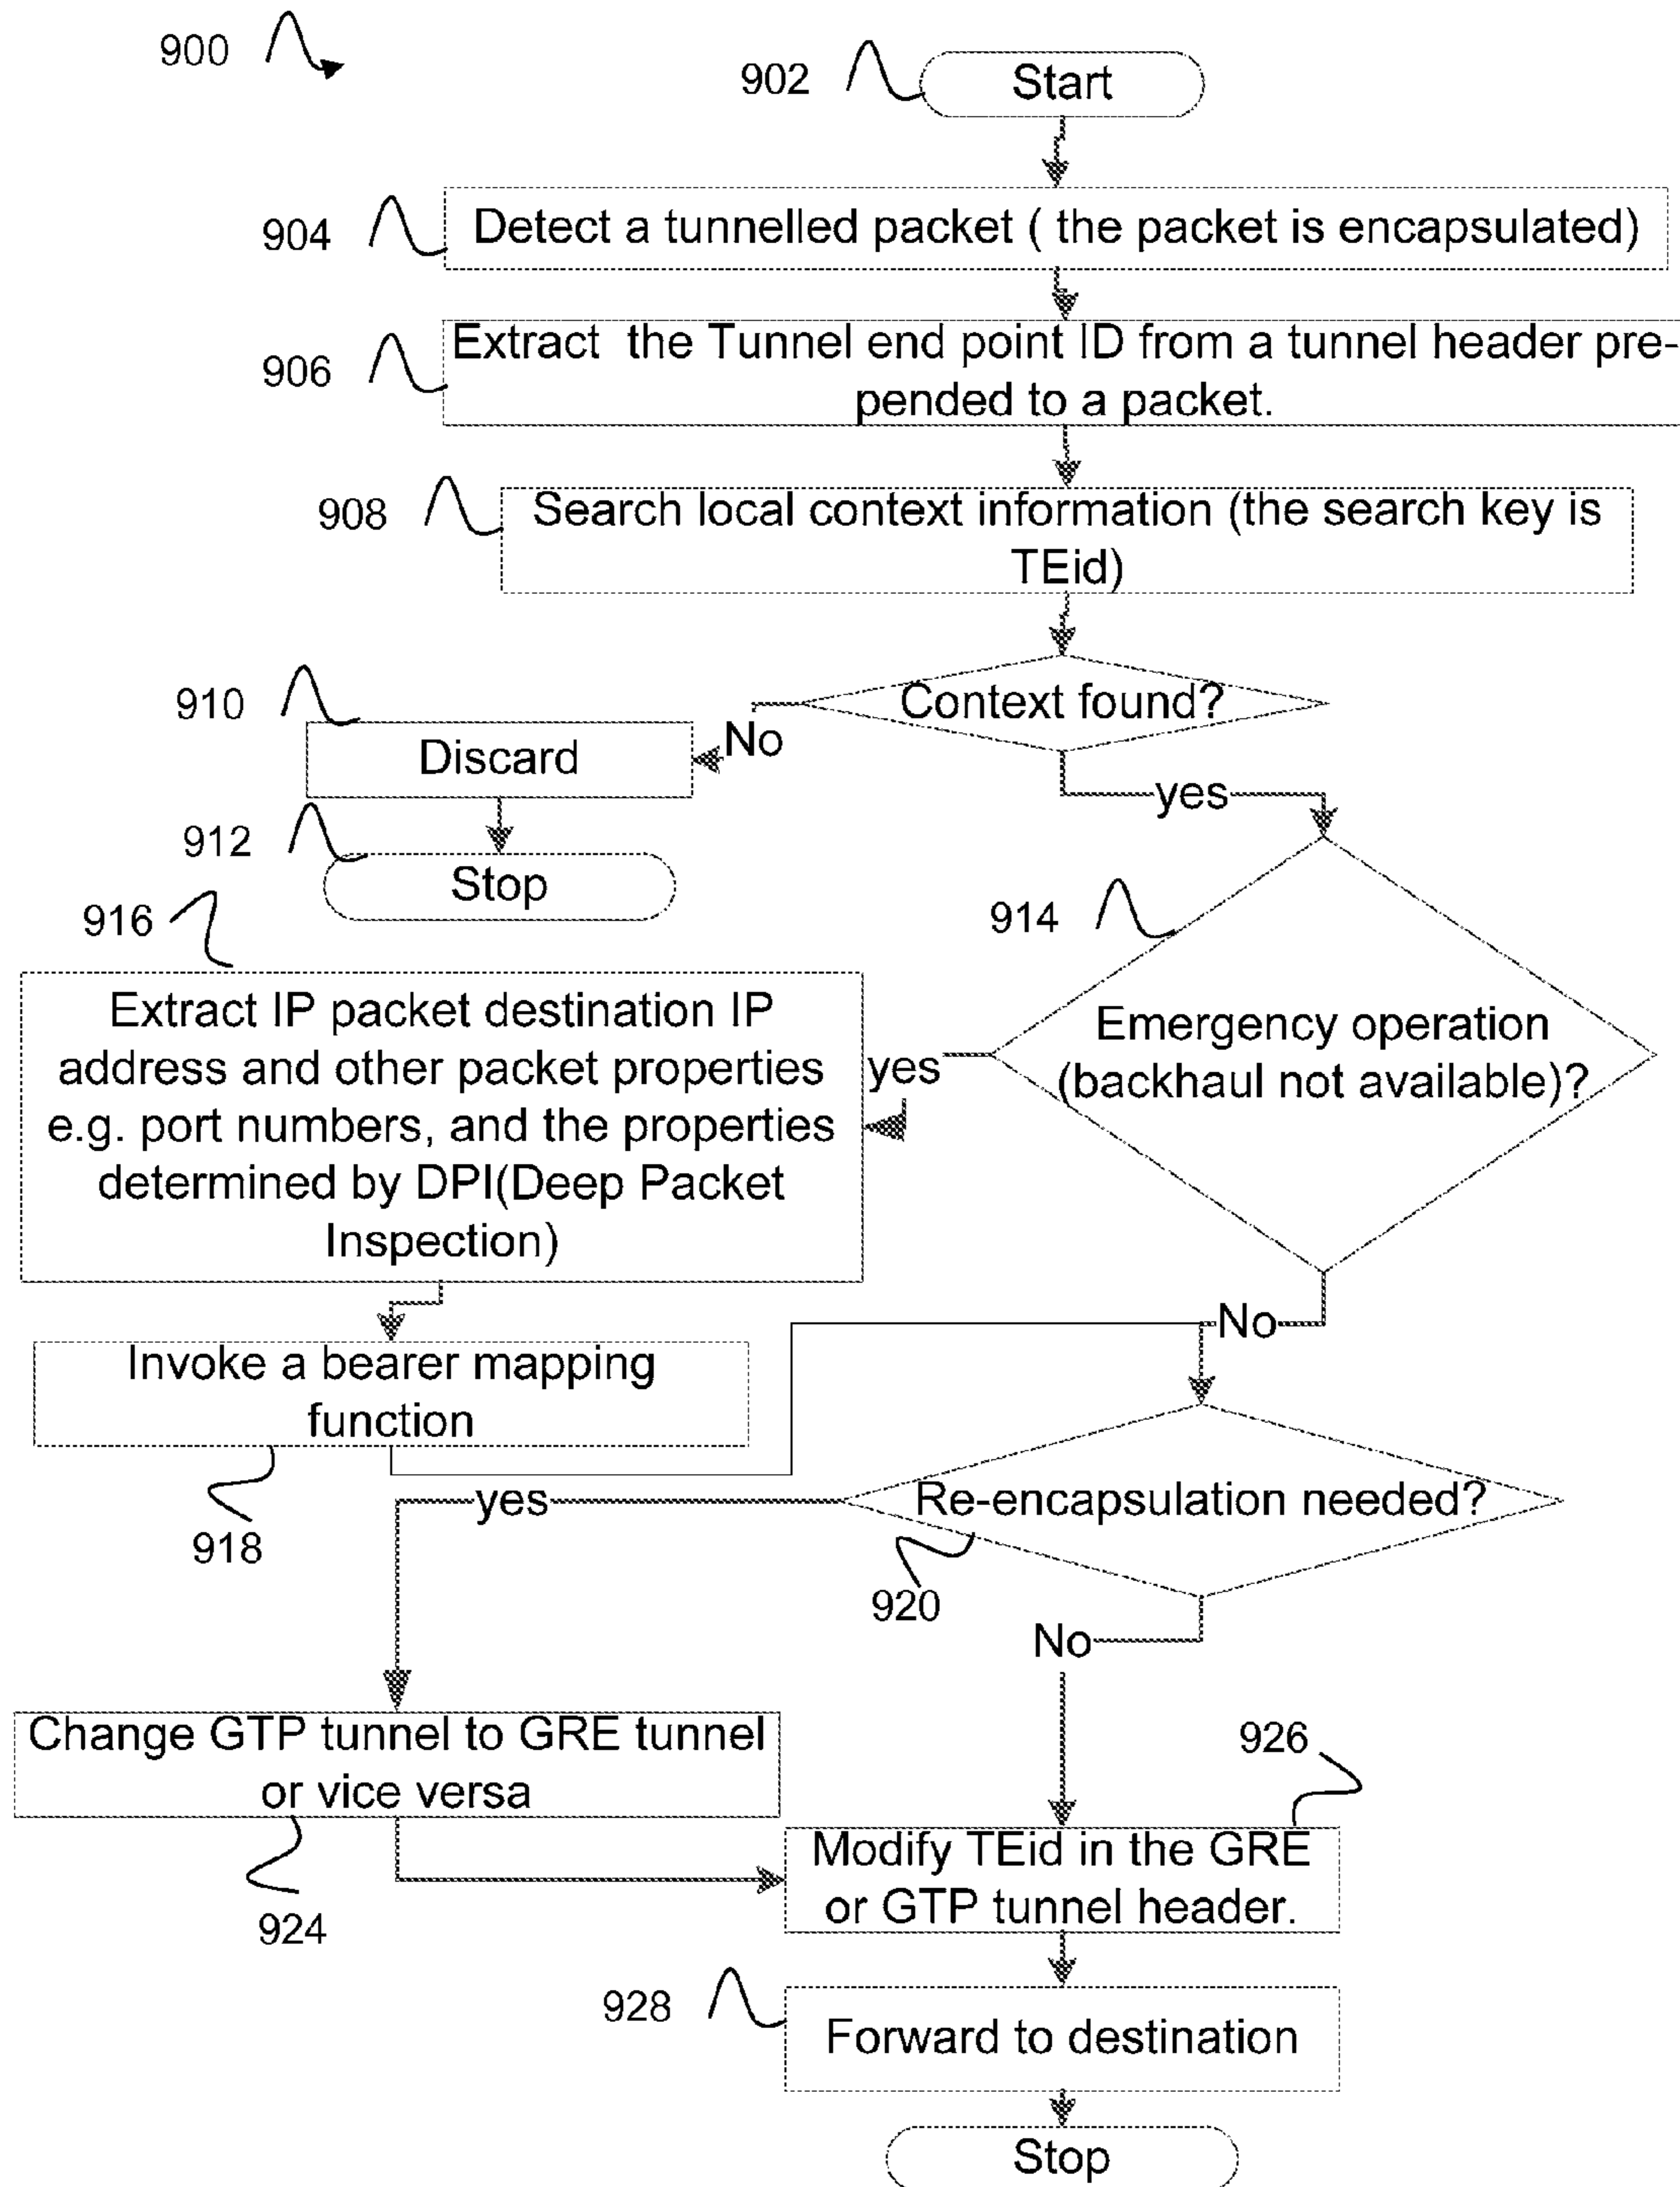 900
902
Start
904
Detect a tunnelled packet ( the packet is encapsulated)
906
Extract  the Tunnel end point ID from a tunnel header pre-
pended to a packet.
908
Search local context information (the search key is
TEid)
Context found?
910
No
Discard
yes
912
Stop
916
914
Extract IP packet destination IP
address and other packet properties
e.g. port numbers, and the properties
determined by DPI(Deep Packet
Inspection)
yes
Emergency operation
(backhaul not available)?
No
Invoke a bearer mapping
function
918
yes
Re-encapsulation needed?
920
No
Change GTP tunnel to GRE tunnel
or vice versa
924
926
Modify TEid in the GRE
or GTP tunnel header.
928
Forward to destination
Stop